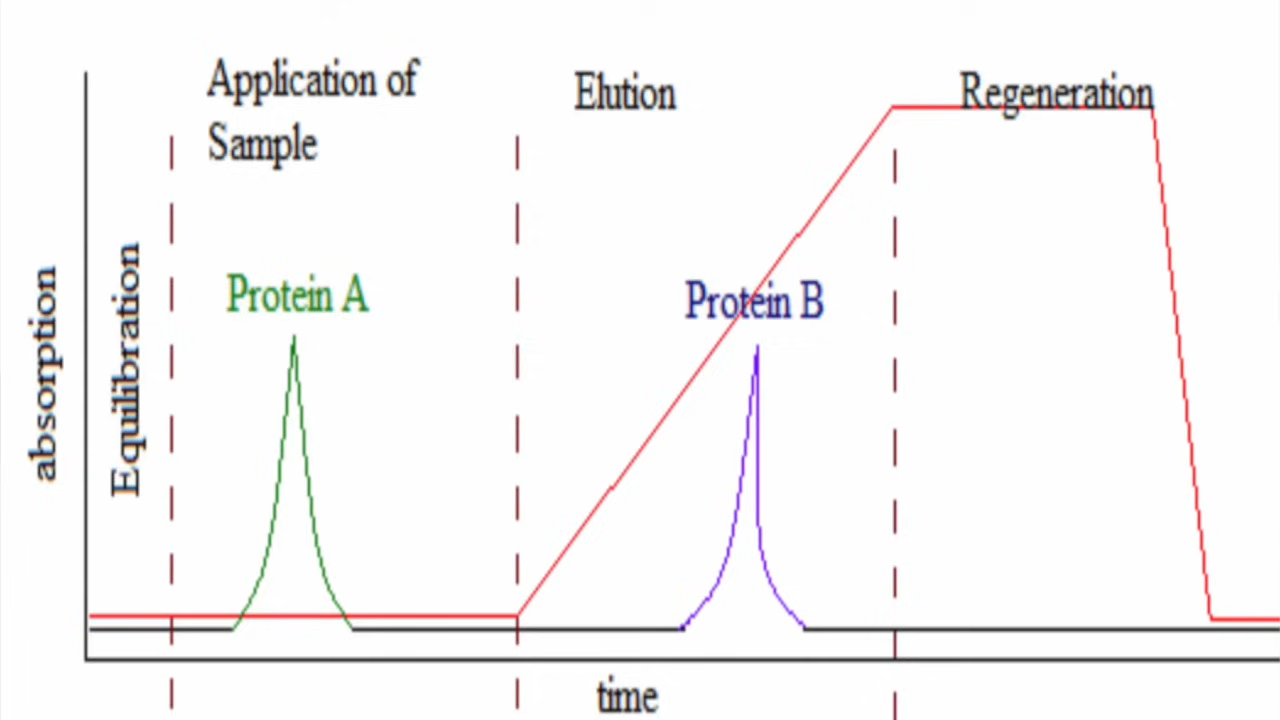 Application of
Sample
Elution
Regeneration
absorption
Equilibration
Protein A
Protein B
time